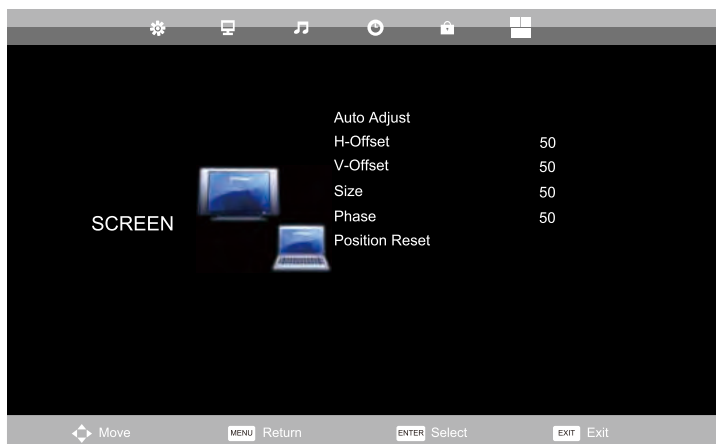 Auto Adjust
H-Offset 50
V-Offset 50
Size 50
Phase 50
Position Reset
SCREEN
Move MENU Return ENTER Select EXIT Exit